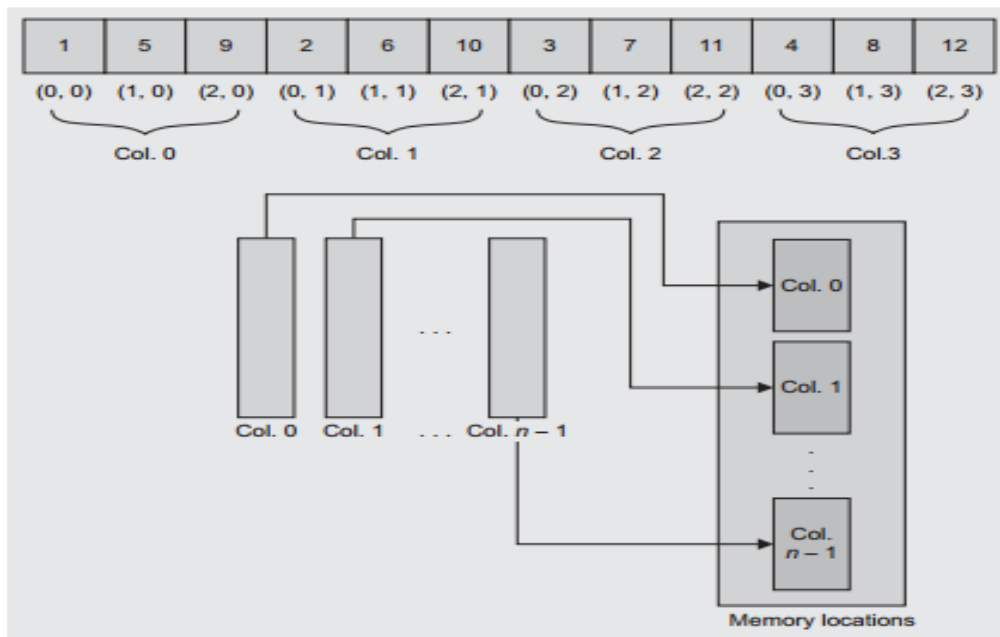 1 5 9 2 6 10 3 7 11 4 8 12
(0, 0) (1, 0) (2, 0) (0, 1) (1, 1) (2, 1) (0, 2) (1, 2) (2, 2) (0, 3) (1, 3) (2, 3)
Col. 0 Col. 1 Col. 2 Col.3
Col. 0
Col. 1
. . .
Col. 0 Col. 1 . . . Col. n – 1
.
.
.
Col.
n – 1
Memory locations